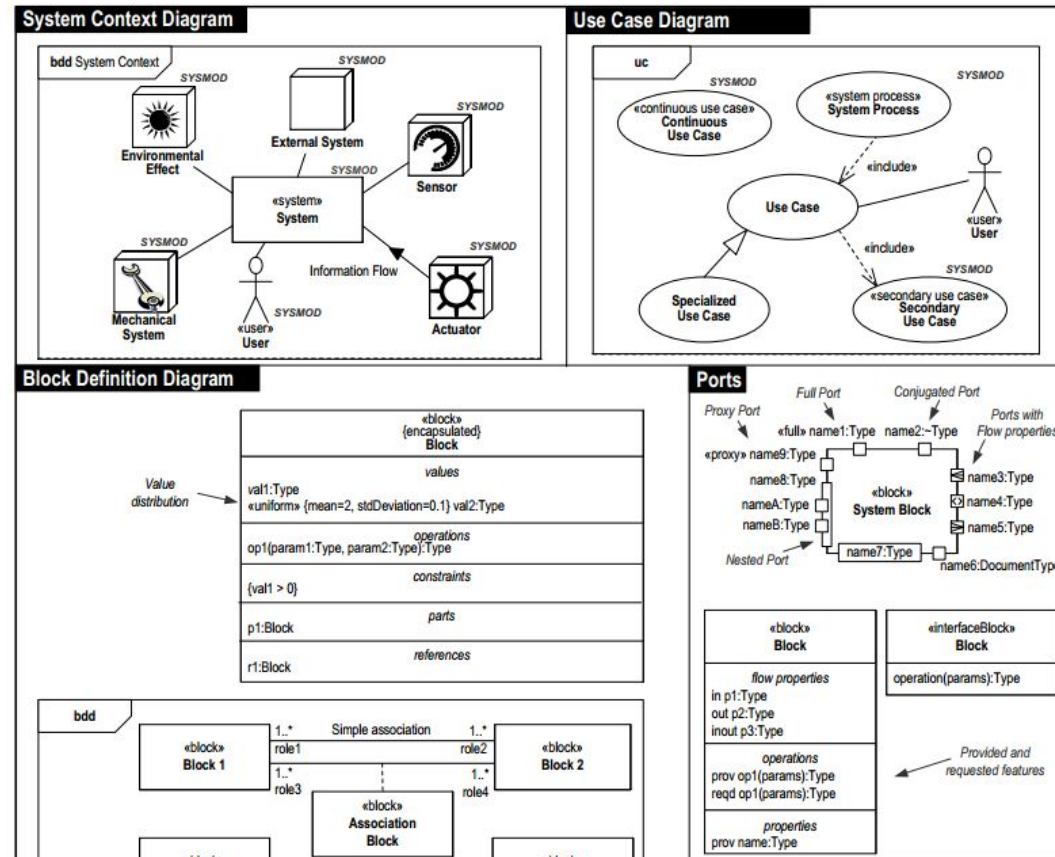 System Context Diagram
bdd System Context
SYSMOD
SYSMOD
Environmental
Effect
External System
SYSMOD
Sensor
SYSMOD
«system»
System
SYSMOD
Mechanical
System
«user»
User
SYSMOD
Information Flow
SYSMOD
Actuator
Use Case Diagram
uc
SYSMOD
«continuous use case»
Continuous
Use Case
SYSMOD
«system process»
System Process
«include»
Use Case
«user»
User
«include»
Specialized
Use Case
SYSMOD
«secondary use case»
Secondary
Use Case
Block Definition Diagram
Value
distribution
«block»
{encapsulated}
Block
values
val1:Type
«uniform» {mean=2, stdDeviation=0.1} val2:Type
operations
op1(param1:Type, param2:Type):Type
constraints
{val1 > 0}
parts
p1:Block
references
r1:Block
bdd
«block»
Block 1
1..*
role1
Simple association
1..*
role2
1..*
role3
1..*
role4
«block»
Block 2
«block»
Association
Block
Ports
Full Port
Conjugated Port
Proxy Port
Ports with
Flow properties
«full» name1:Type
name2:~Type
«proxy» name9:Type
name8:Type
nameA:Type
nameB:Type
Nested Port
«block»
System Block
name3:Type
name4:Type
name5:Type
name7:Type
name6:DocumentType
«block»
Block
flow properties
in p1:Type
out p2:Type
inout p3:Type
operations
prov op1(params):Type
reqd op1(params):Type
properties
prov name:Type
«interfaceBlock»
Block
operation(params):Type
Provided and
requested features